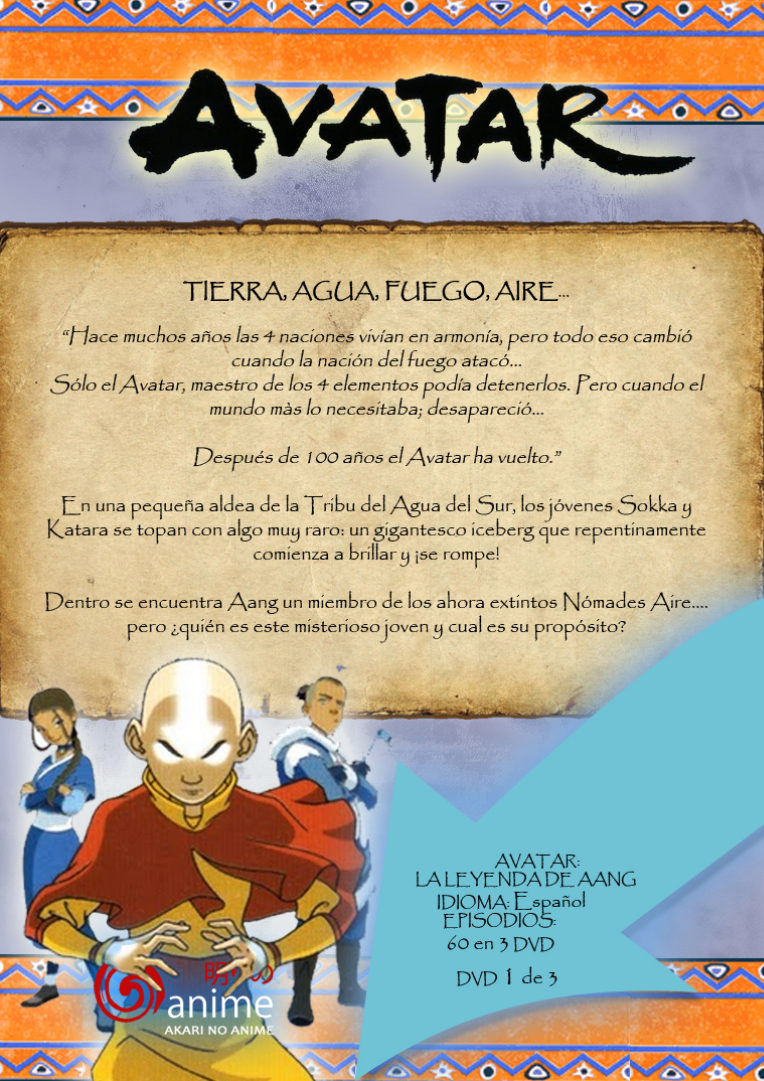 AVATAR
TIERRA, AGUA, FUEGO, AIRE...
“Hace muchos años las 4 naciones vivían en armonía, pero todo eso cambió
cuando la nación del fuego atacó...
Sólo el Avatar, maestro de los 4 elementos podía detenerlos. Pero cuando el
mundo màs lo necesitaba; desapareció...
Después de 100 años el Avatar ha vuelto.”
En una pequeña aldea de la Tribu del Agua del Sur, los jóvenes Sokka y
Katara se topan con algo muy raro: un gigantesco iceberg que repentinamente
comienza a brillar y ¡se rompe!
Dentro se encuentra Aang un miembro de los ahora extintos Nómades Aire....
pero ¿quién es este misterioso joven y cual es su propósito?
AVATAR:
LA LEYENDA DE AANG
IDIOMA: Español
EPISODIOS:
60 en 3 DVD
DVD 1 de 3
anime
AKARI NO ANIME